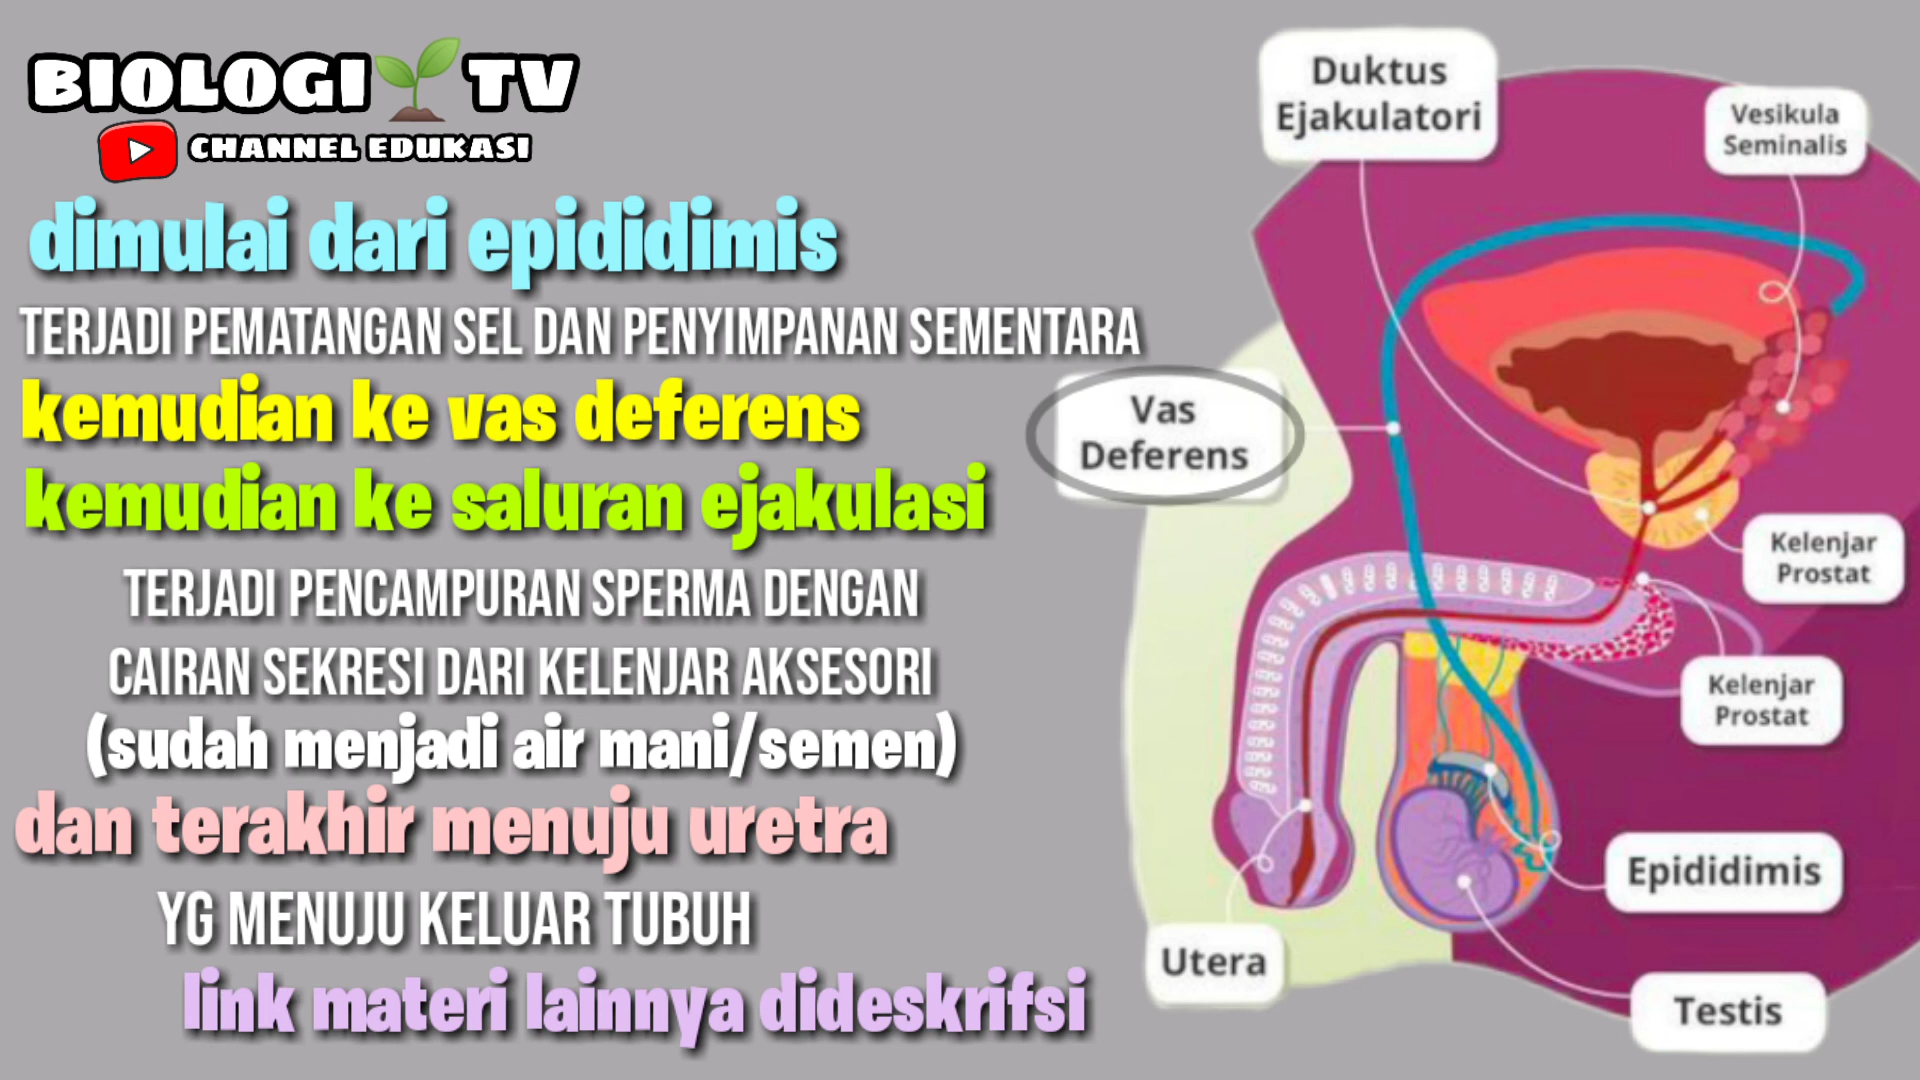 BIOLOGI TV
CHANNEL EDUKASI
dimulai dari epididimis
TERJADI PEMATANGAN SEL DAN PENYIMPANAN SEMENTARA
kemudian ke vas deferens
kemudian ke saluran ejakulasi
TERJADI PENCAMPURAN SPERMA DENGAN
CAIRAN SEKRESI DARI KELENJAR AKSESORI
(sudah menjadi air mani/semen)
dan terakhir menuju uretra
YG MENUJU KELUAR TUBUH
link materi lainnya dideskrifsi
Duktus
Ejakulatori
Vesikula
Seminalis
Vas
Deferens
Kelenjar
Prostat
Kelenjar
Prostat
Epididimis
Utera
Testis